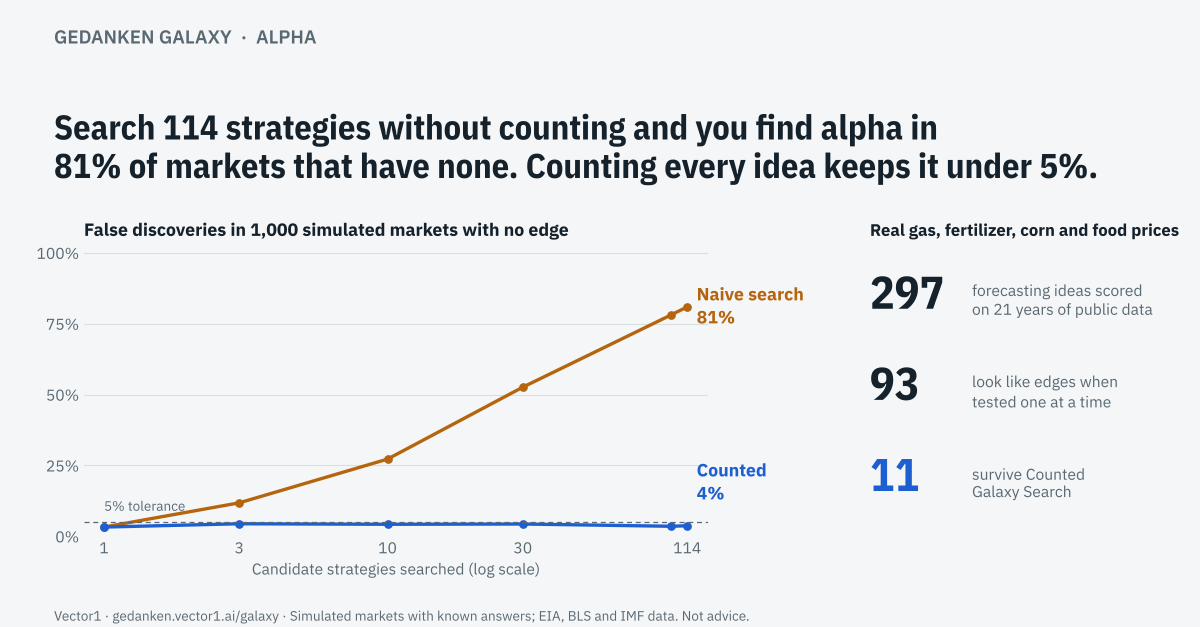 GEDANKEN GALAXY · ALPHA
Search 114 strategies without counting and you find alpha in
81% of markets that have none. Counting every idea keeps it under 5%.
False discoveries in 1,000 simulated markets with no edge
100%
75%
50%
25%
0%
Naive search
81%
Counted
4%
5% tolerance
1
3
10
30
114
Candidate strategies searched (log scale)
Real gas, fertilizer, corn and food prices
297
forecasting ideas scored
on 21 years of public data
93
look like edges when
tested one at a time
11
survive Counted
Galaxy Search
Vector1 · gedanken.vector1.ai/galaxy · Simulated markets with known answers; EIA, BLS and IMF data. Not advice.